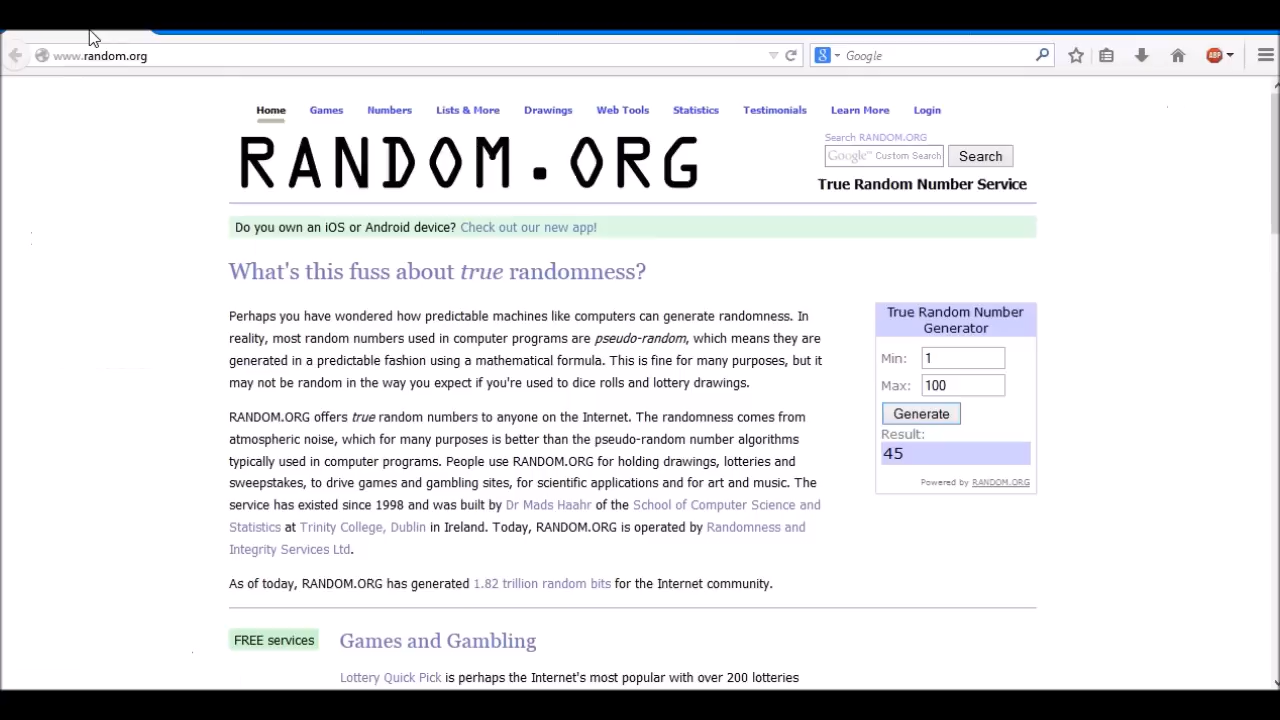 www.random.org
Google
ABP
Home Games Numbers Lists & More Drawings Web Tools Statistics Testimonials Learn More Login
RANDOM.ORG
Search RANDOM.ORG
Google™ Custom Search
Search
True Random Number Service
Do you own an iOS or Android device? Check out our new app!
What's this fuss about true randomness?
Perhaps you have wondered how predictable machines like computers can generate randomness. In
reality, most random numbers used in computer programs are pseudo-random, which means they are
generated in a predictable fashion using a mathematical formula. This is fine for many purposes, but it
may not be random in the way you expect if you're used to dice rolls and lottery drawings.
RANDOM.ORG offers true random numbers to anyone on the Internet. The randomness comes from
atmospheric noise, which for many purposes is better than the pseudo-random number algorithms
typically used in computer programs. People use RANDOM.ORG for holding drawings, lotteries and
sweepstakes, to drive games and gambling sites, for scientific applications and for art and music. The
service has existed since 1998 and was built by Dr Mads Haahr of the School of Computer Science and
Statistics at Trinity College, Dublin in Ireland. Today, RANDOM.ORG is operated by Randomness and
Integrity Services Ltd.
As of today, RANDOM.ORG has generated 1.82 trillion random bits for the Internet community.
True Random Number
Generator
Min: 1
Max: 100
Generate
Result:
45
Powered by RANDOM.ORG
FREE services
Games and Gambling
Lottery Quick Pick is perhaps the Internet's most popular with over 200 lotteries